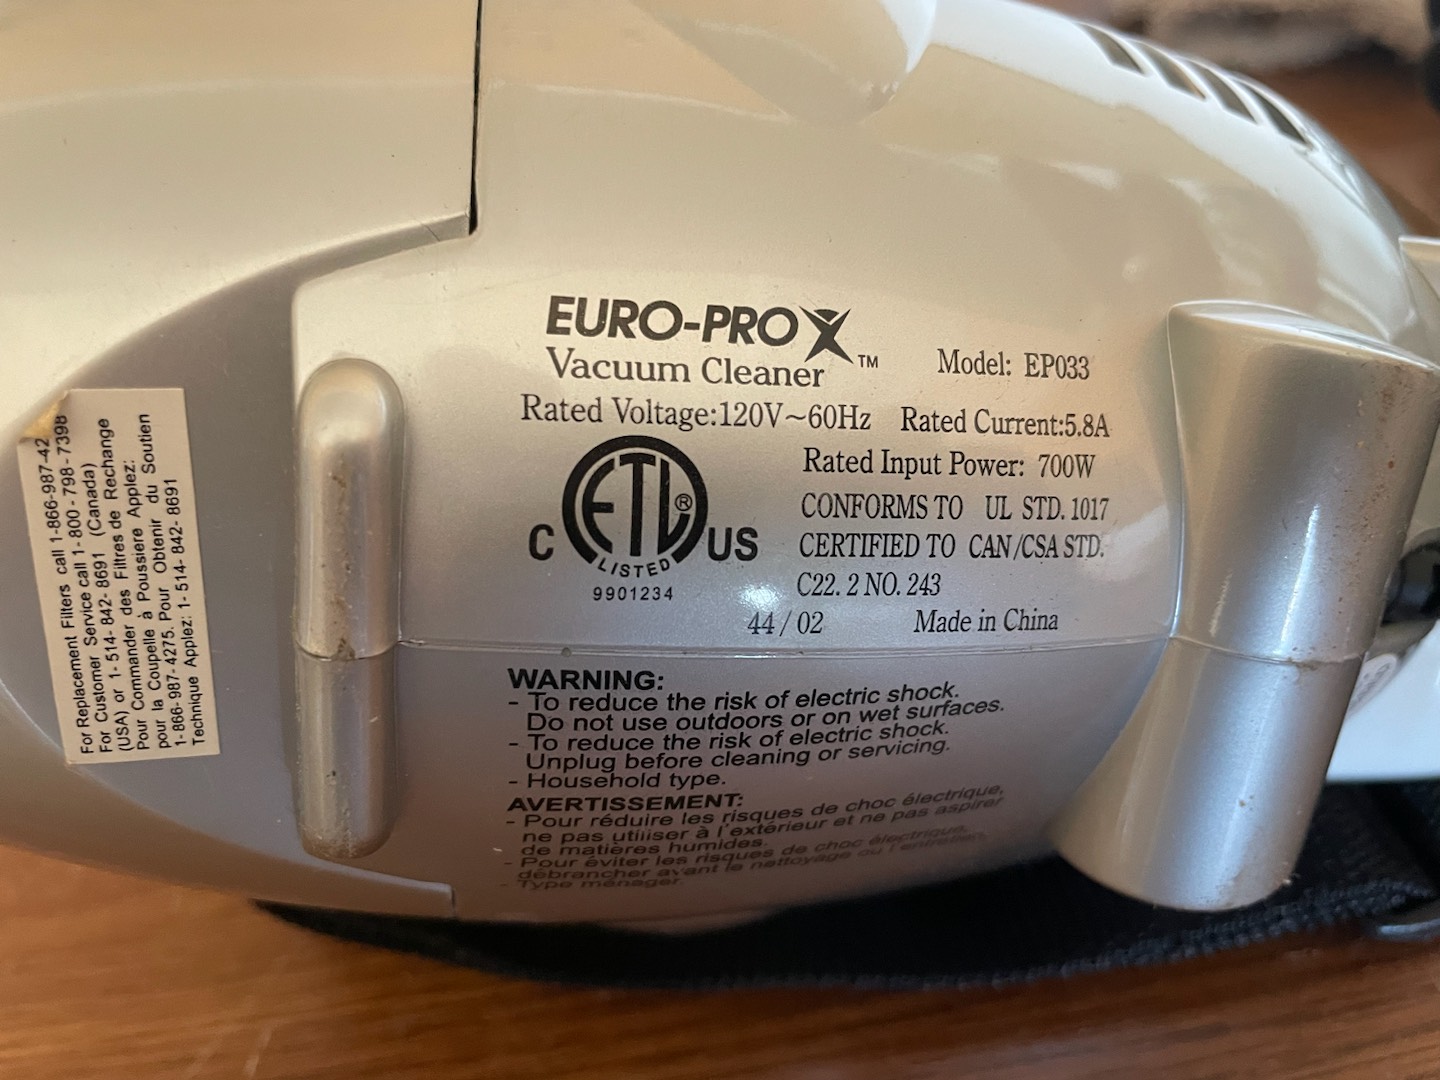 EURO-PRO X™
Vacuum Cleaner
Model: EP033
Rated Voltage:120V~60Hz Rated Current:5.8A
Rated Input Power: 700W
CONFORMS TO UL STD. 1017
CERTIFIED TO CAN/CSA STD.
C22. 2 NO. 243
C ETL® US
LISTED
9901234
44/02 Made in China
WARNING:
- To reduce the risk of electric shock.
Do not use outdoors or on wet surfaces.
- To reduce the risk of electric shock.
Unplug before cleaning or servicing.
- Household type.
AVERTISSEMENT:
- Pour réduire les risques de choc électrique,
ne pas utiliser à l'extérieur et ne pas aspirer
de matières humides.
- Pour éviter les risques de choc électrique,
débrancher avant le nettoyage ou l'entretien.
- Type ménager.
For Replacement Filters call 1-866-987-42
For Customer Service call 1-800-798-7398
(USA) or 1-514-842-8691 (Canada)
Pour Commander des Filtres de Rechange
pour la Coupelle à Poussiere Applez:
1-866-987-4275. Pour Obtenir du Soutien
Technique Applez: 1-514-842-8691